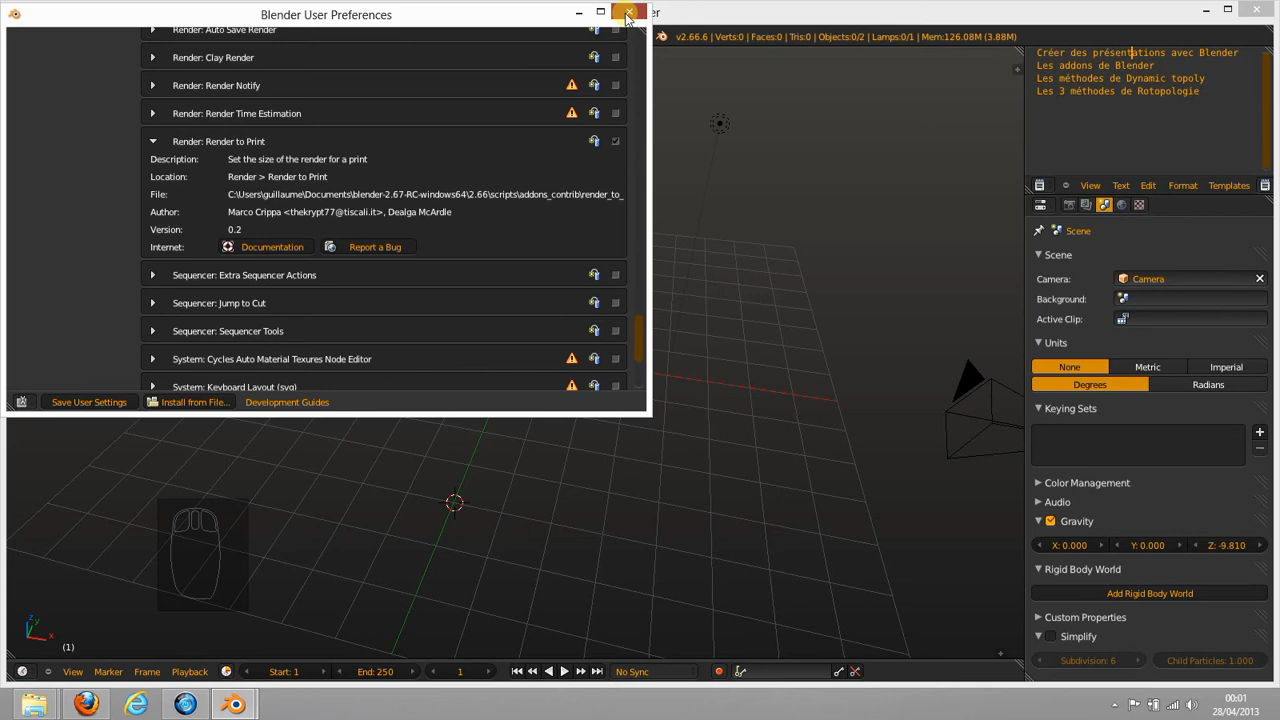 Blender User Preferences
er
Render: Auto Save Render
Render: Clay Render
Render: Render Notify
Render: Render Time Estimation
Render: Render to Print
Description: Set the size of the render for a print
Location: Render > Render to Print
File: C:\Users\guillaume\Documents\blender-2.67-RC-windows64\2.66\scripts\addons_contrib\render_to_
Author: Marco Crippa <thekrypt77@tiscali.it>, Dealga McArdle
Version: 0.2
Internet: Documentation Report a Bug
Sequencer: Extra Sequencer Actions
Sequencer: Jump to Cut
Sequencer: Sequencer Tools
System: Cycles Auto Material Texures Node Editor
System: Keyboard Layout (svg)
Save User Settings Install from File... Development Guides
v2.66.6 | Verts:0 | Faces:0 | Tris:0 | Objects:0/2 | Lamps:0/1 | Mem:126.08M (3.88M)
Créer des présentations avec Blender
Les addons de Blender
Les méthodes de Dynamic topoly
Les 3 méthodes de Rotopologie
View Text Edit Format Templates
Scene
Scene
Camera: Camera
Background:
Active Clip:
Units
None Metric Imperial
Degrees Radians
Keying Sets
Color Management
Audio
Gravity
X: 0.000 Y: 0.000 Z: -9.810
Rigid Body World
Add Rigid Body World
Custom Properties
Simplify
Subdivision: 6 Child Particles: 1.000
z
y
x
(1)
View Marker Frame Playback Start: 1 End: 250 1 No Sync
00:01
28/04/2013